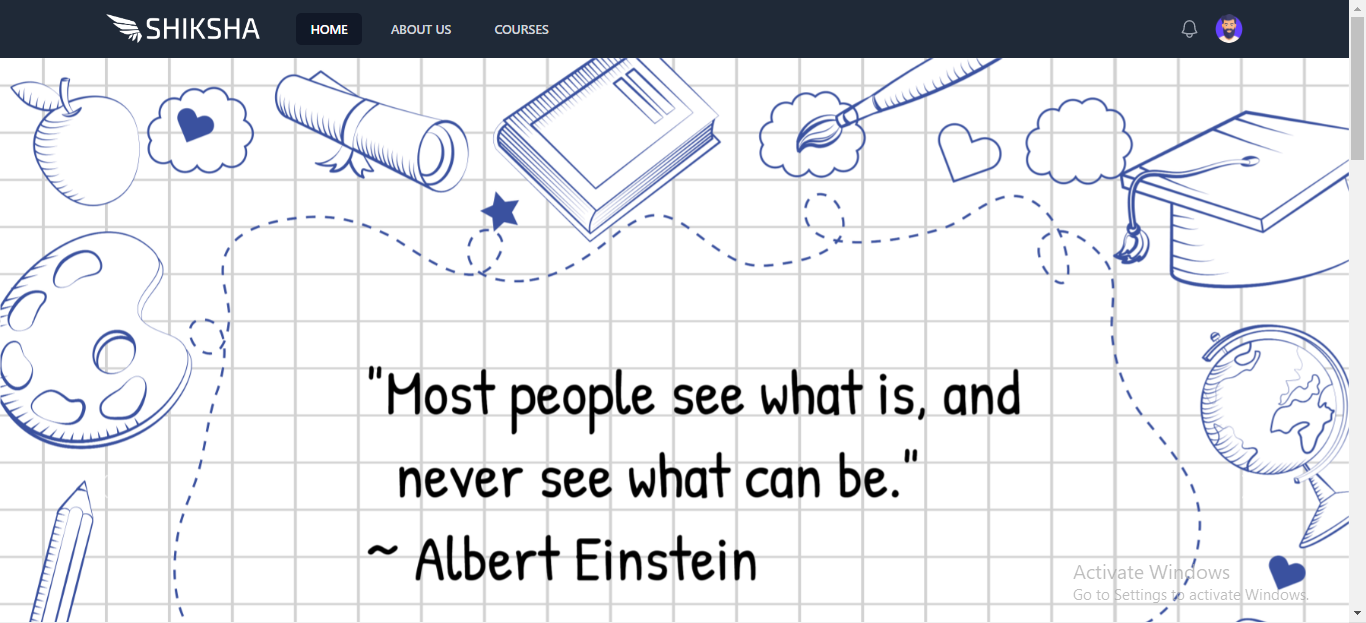 SHIKSHA
HOME
ABOUT US
COURSES
"Most people see what is, and
never see what can be."
~ Albert Einstein
Activate Windows
Go to Settings to activate Windows.